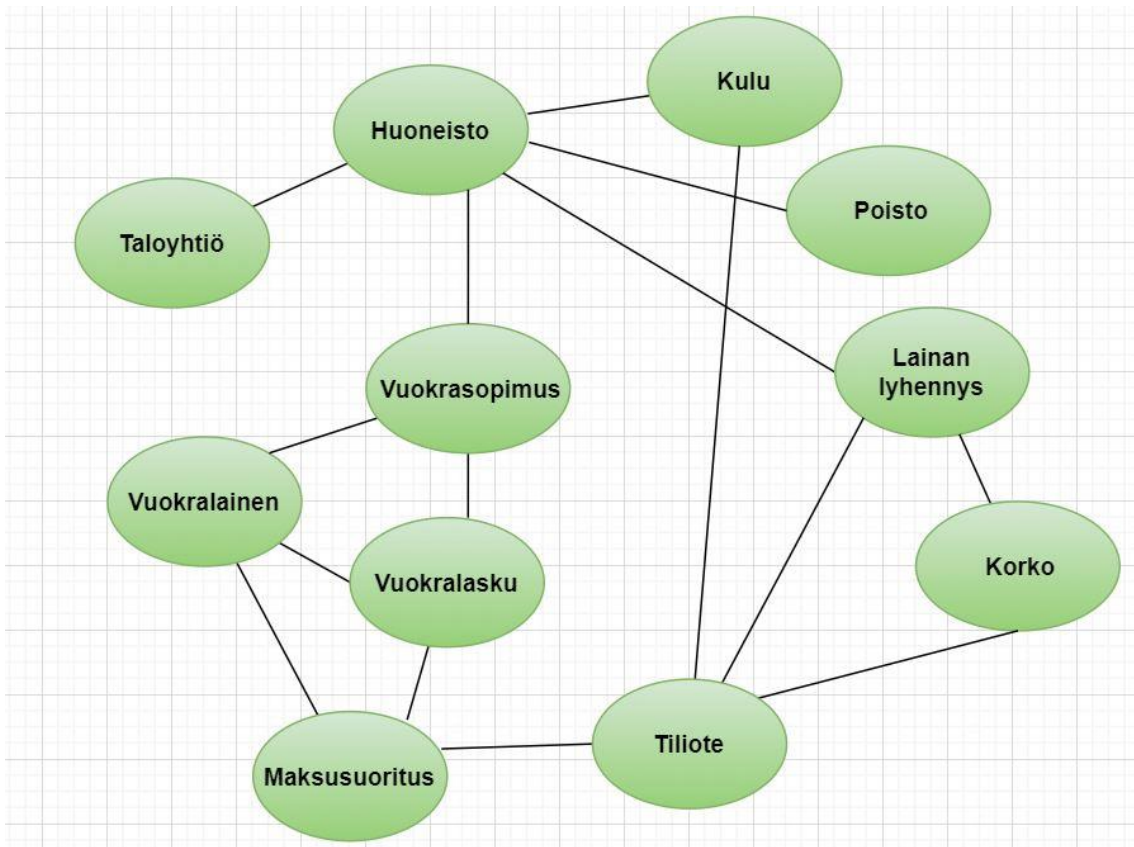 Kulu
Huoneisto
Poisto
Taloyhtiö
Lainan
lyhennys
Vuokrasopimus
Vuokralainen
Vuokralasku
Korko
Tiliote
Maksusuoritus